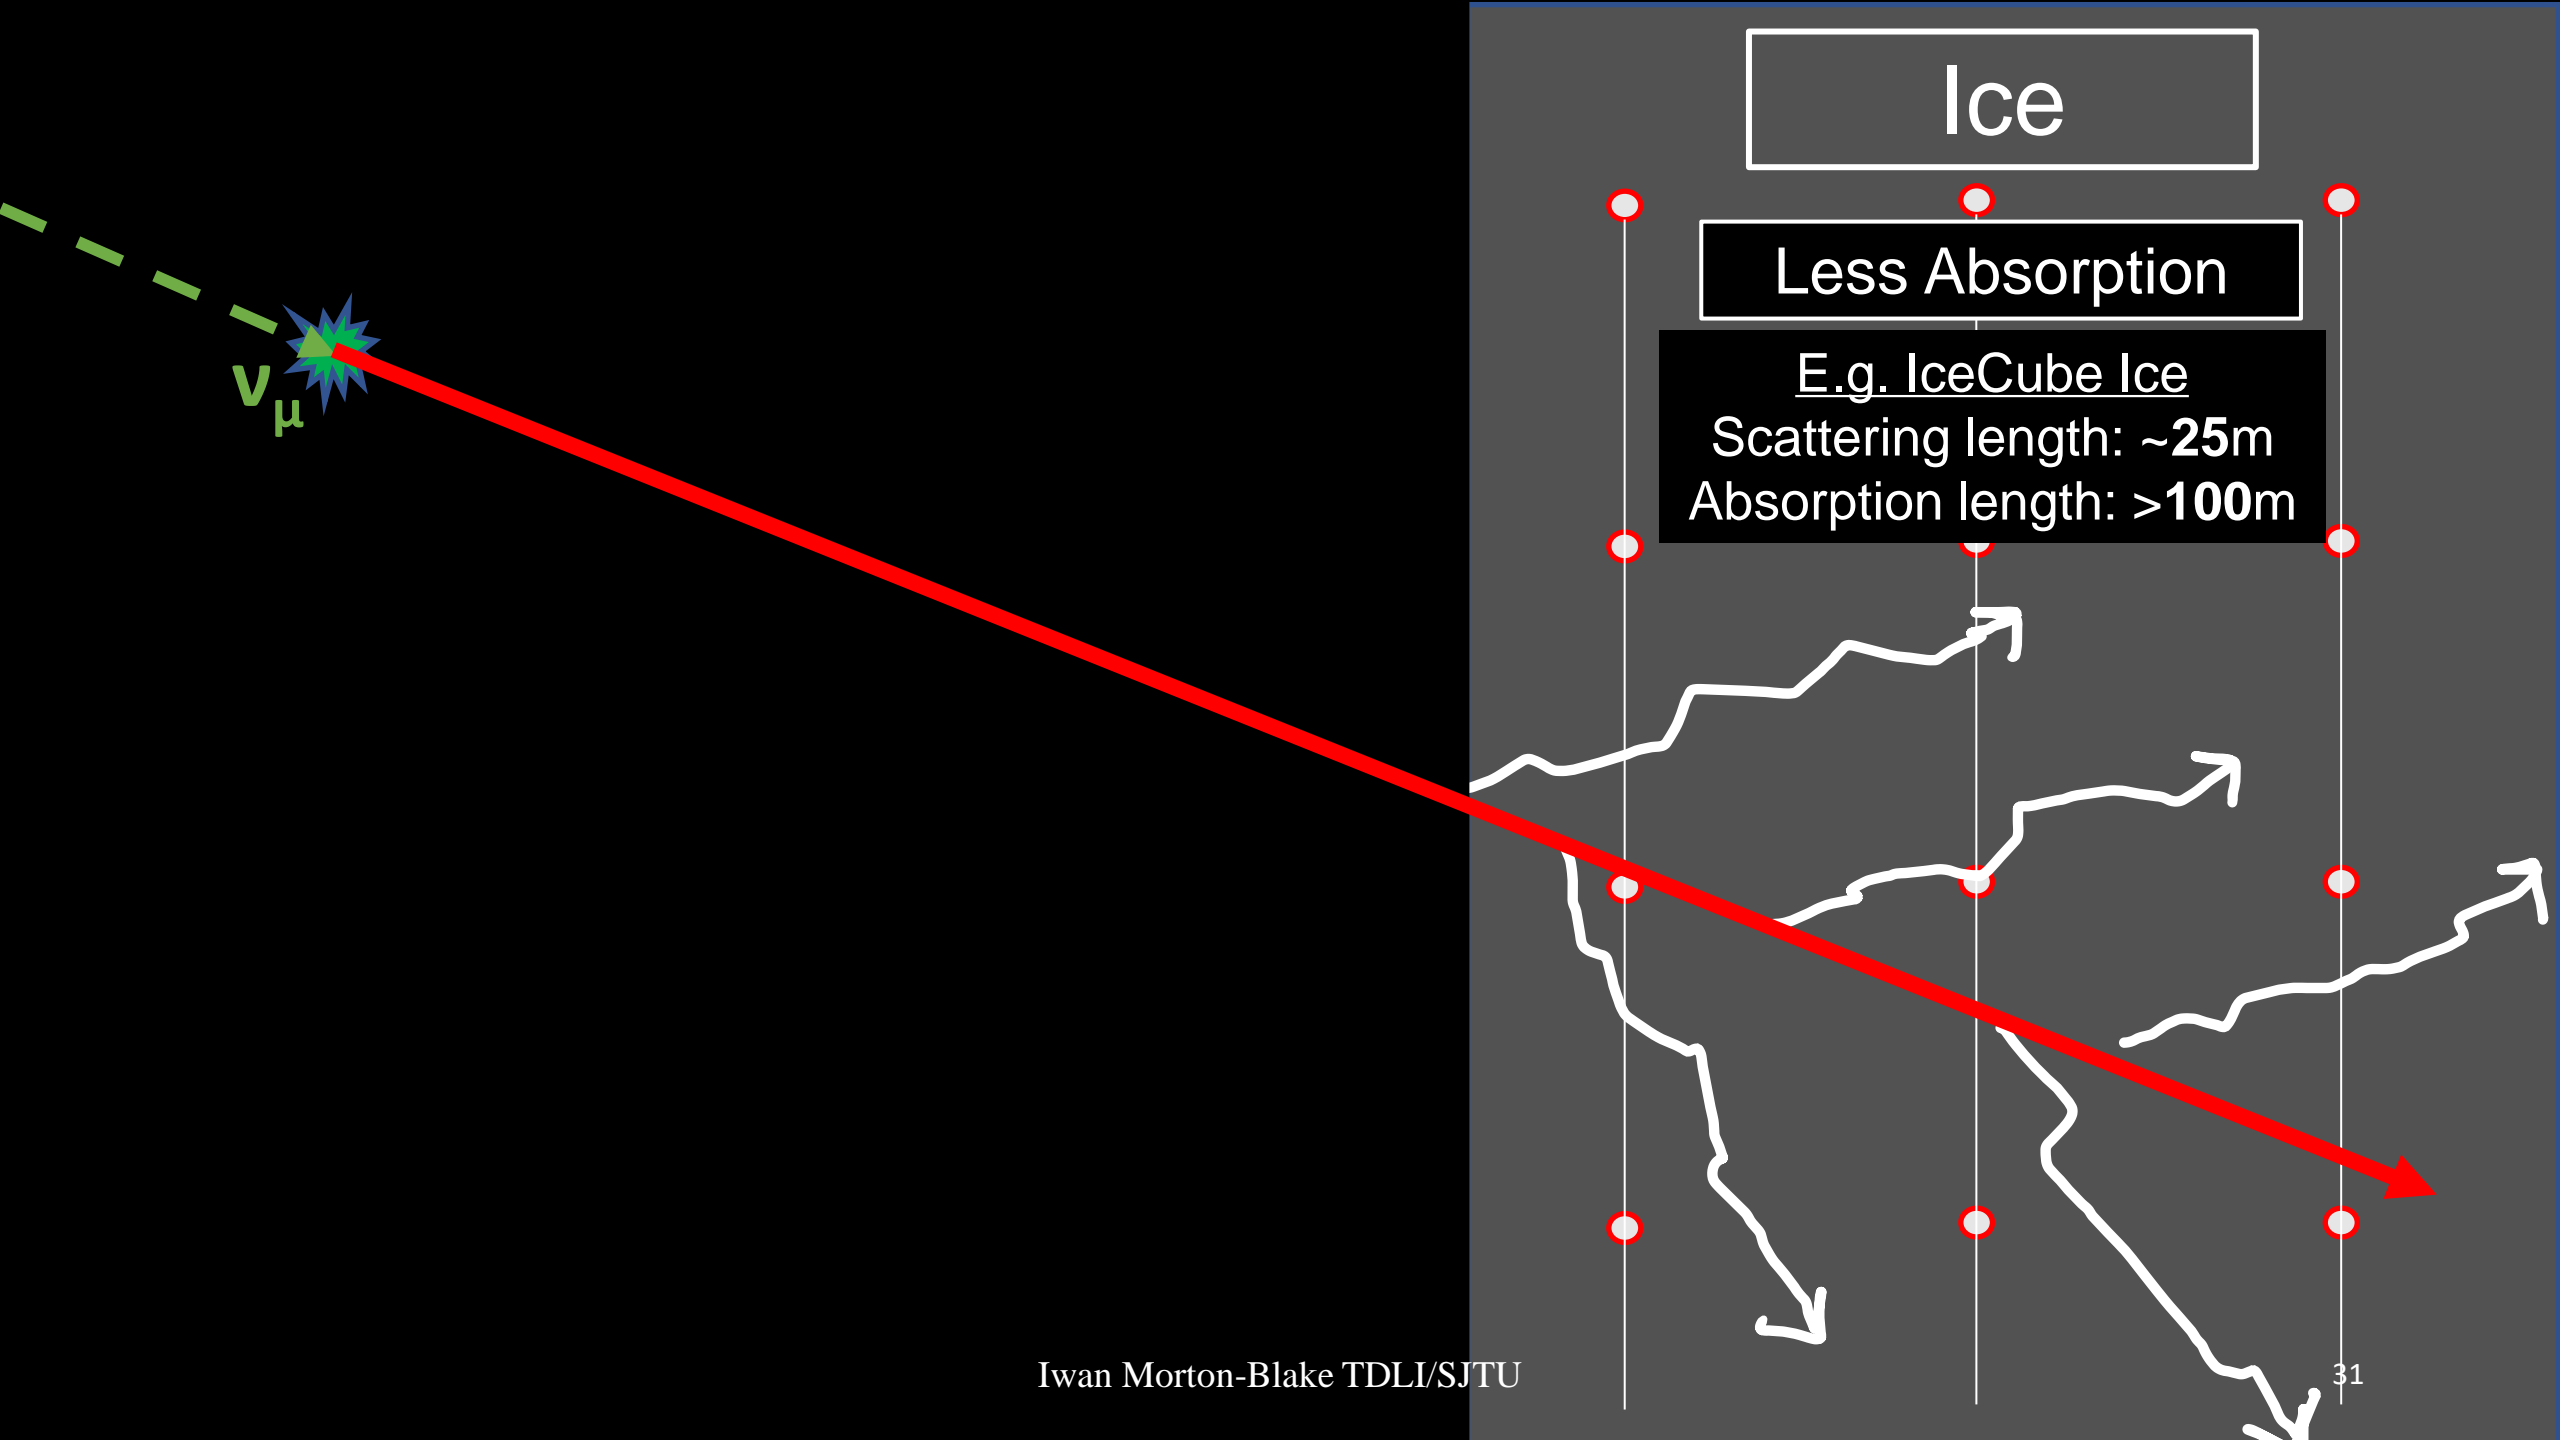 Ice
Less Absorption
E.g. IceCube Ice
Scattering length: ~25m
Absorption length: >100m
νμ
Iwan Morton-Blake TDLI/SJTU
31